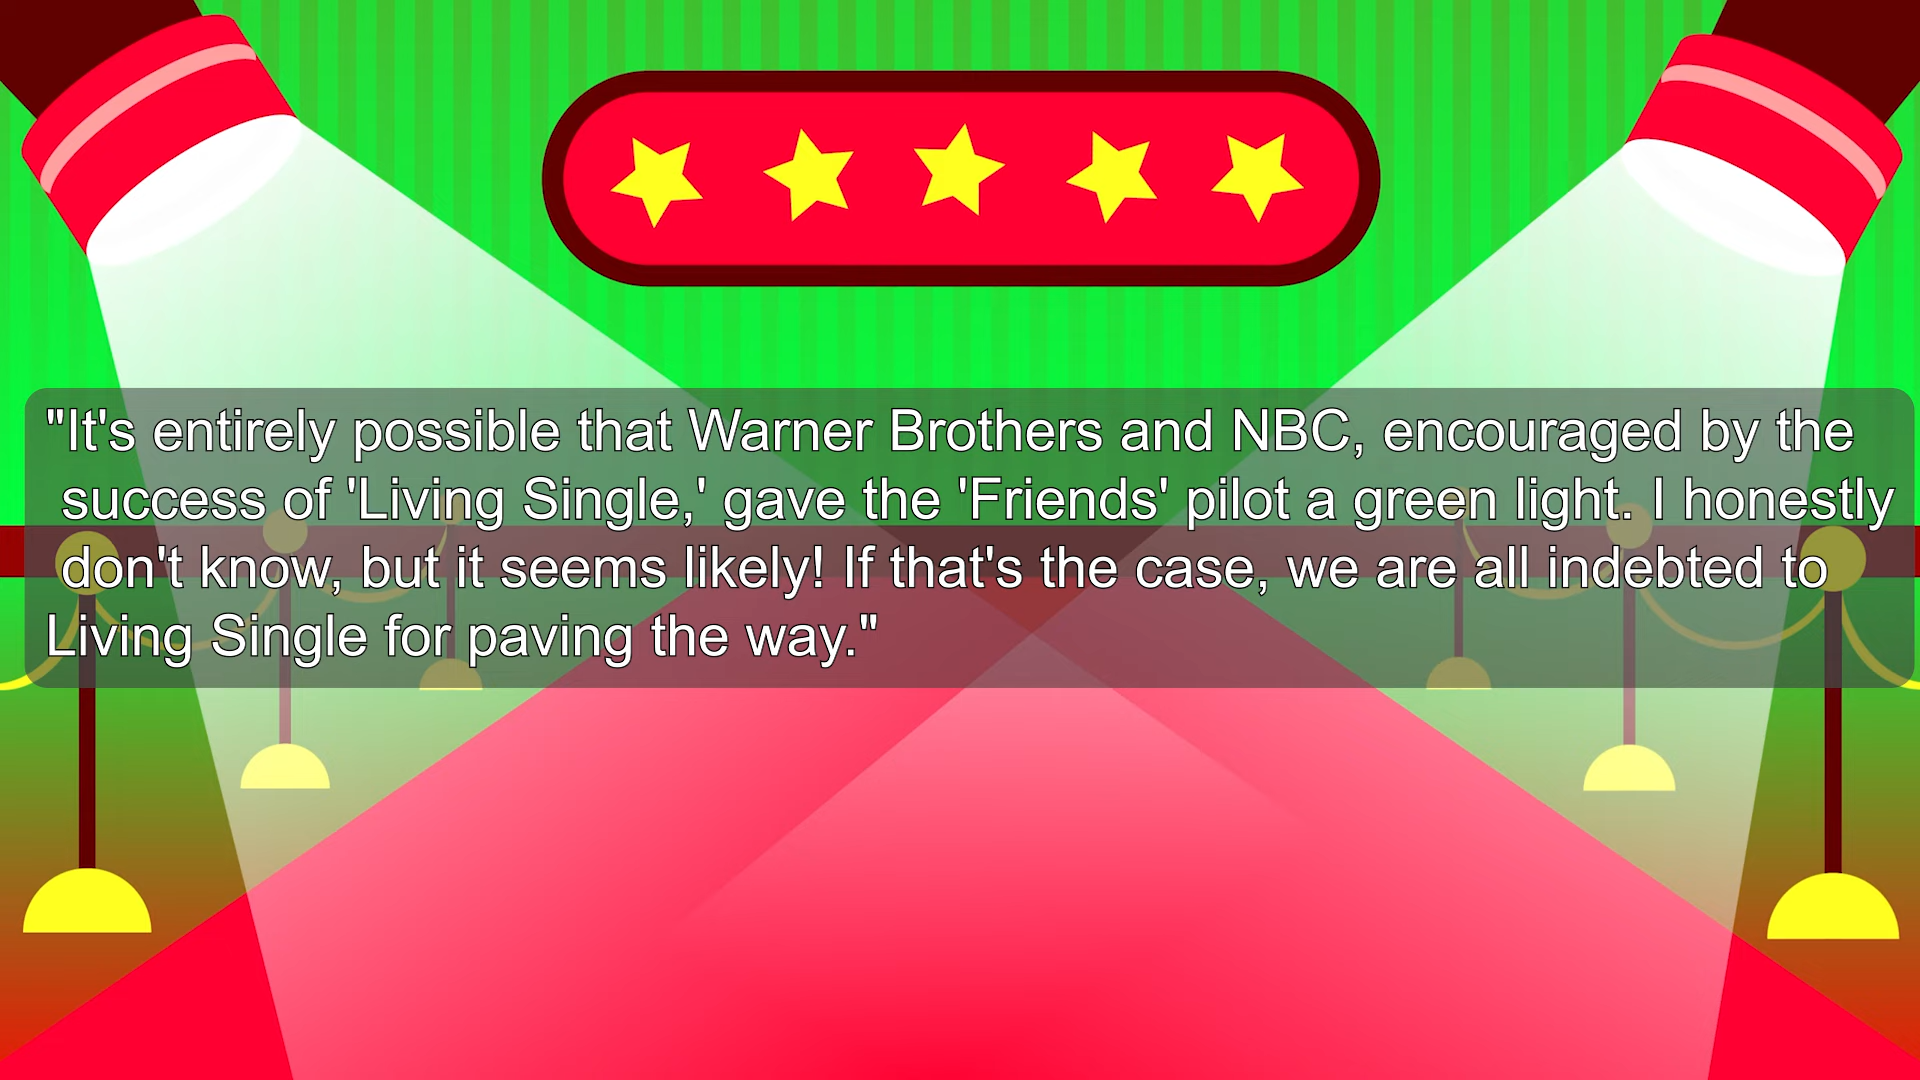 "It's entirely possible that Warner Brothers and NBC, encouraged by the
success of 'Living Single,' gave the 'Friends' pilot a green light. I honestly
don't know, but it seems likely! If that's the case, we are all indebted to
Living Single for paving the way."